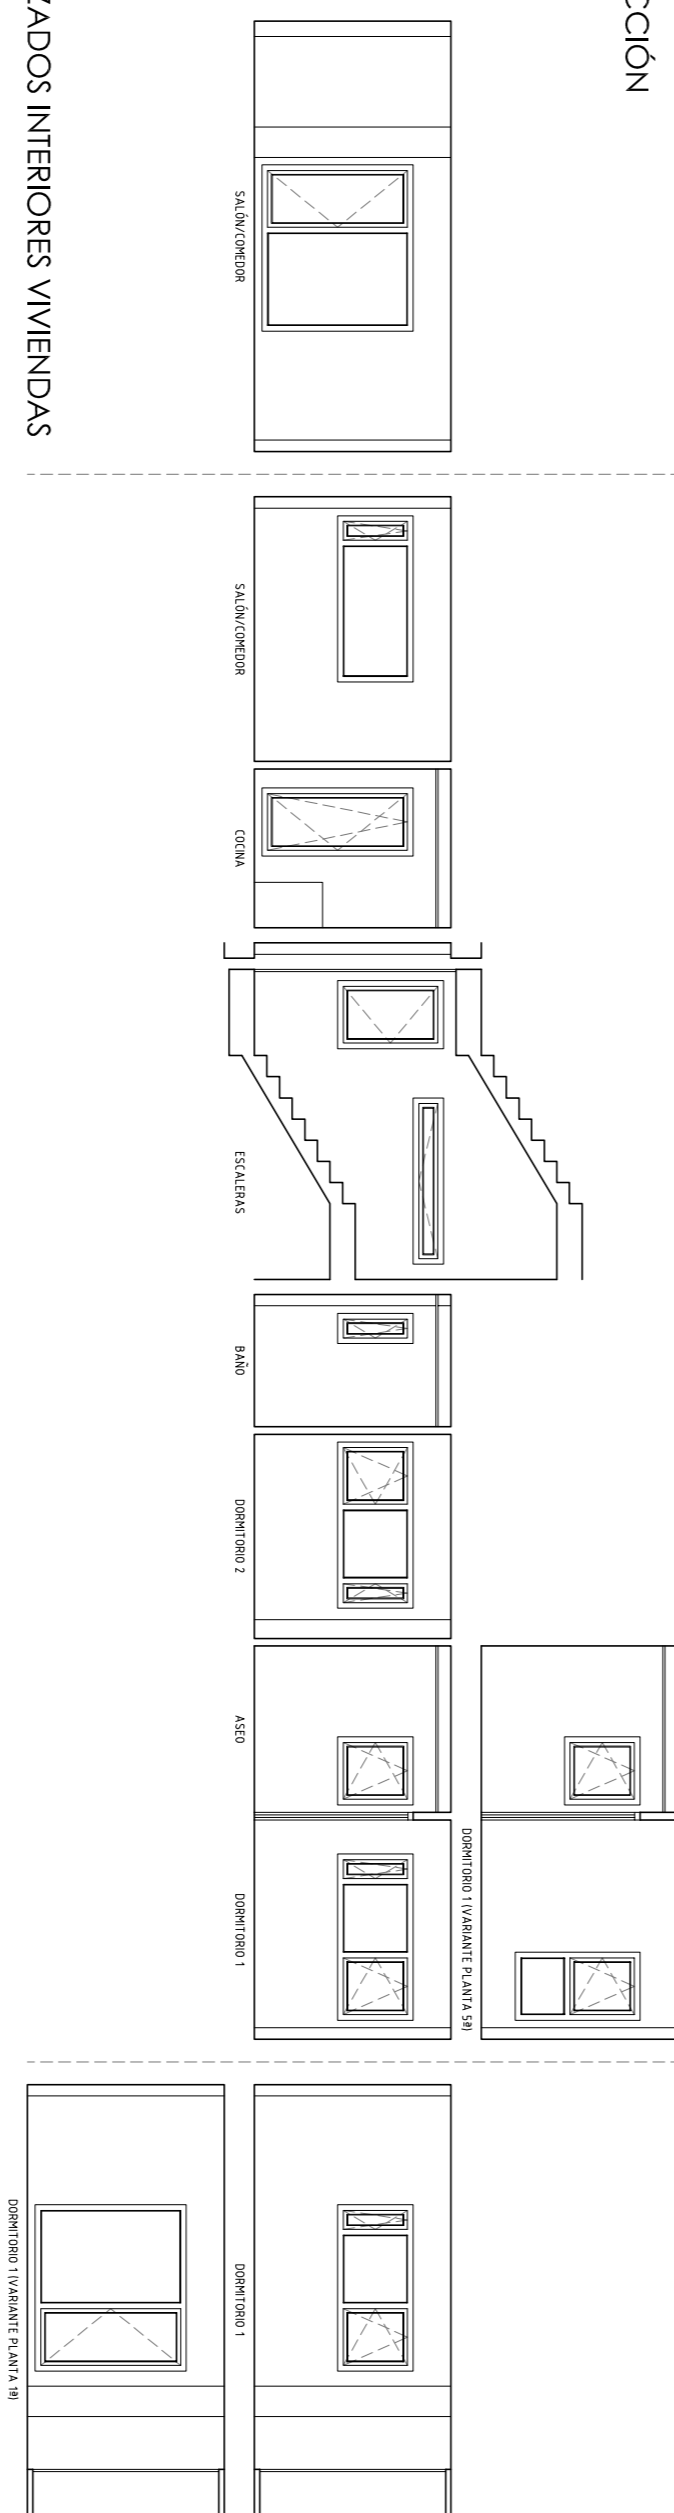 CCIÓN
SALÓN/COMEDOR
SALÓN/COMEDOR
COCINA
ESCALERAS
BAÑO
DORMITORIO 2
ASEO
DORMITORIO 1
DORMITORIO 1 (VARIANTE PLANTA 5ª)
DORMITORIO 1
DORMITORIO 1 (VARIANTE PLANTA 1ª)
ZADOS INTERIORES VIVIENDAS